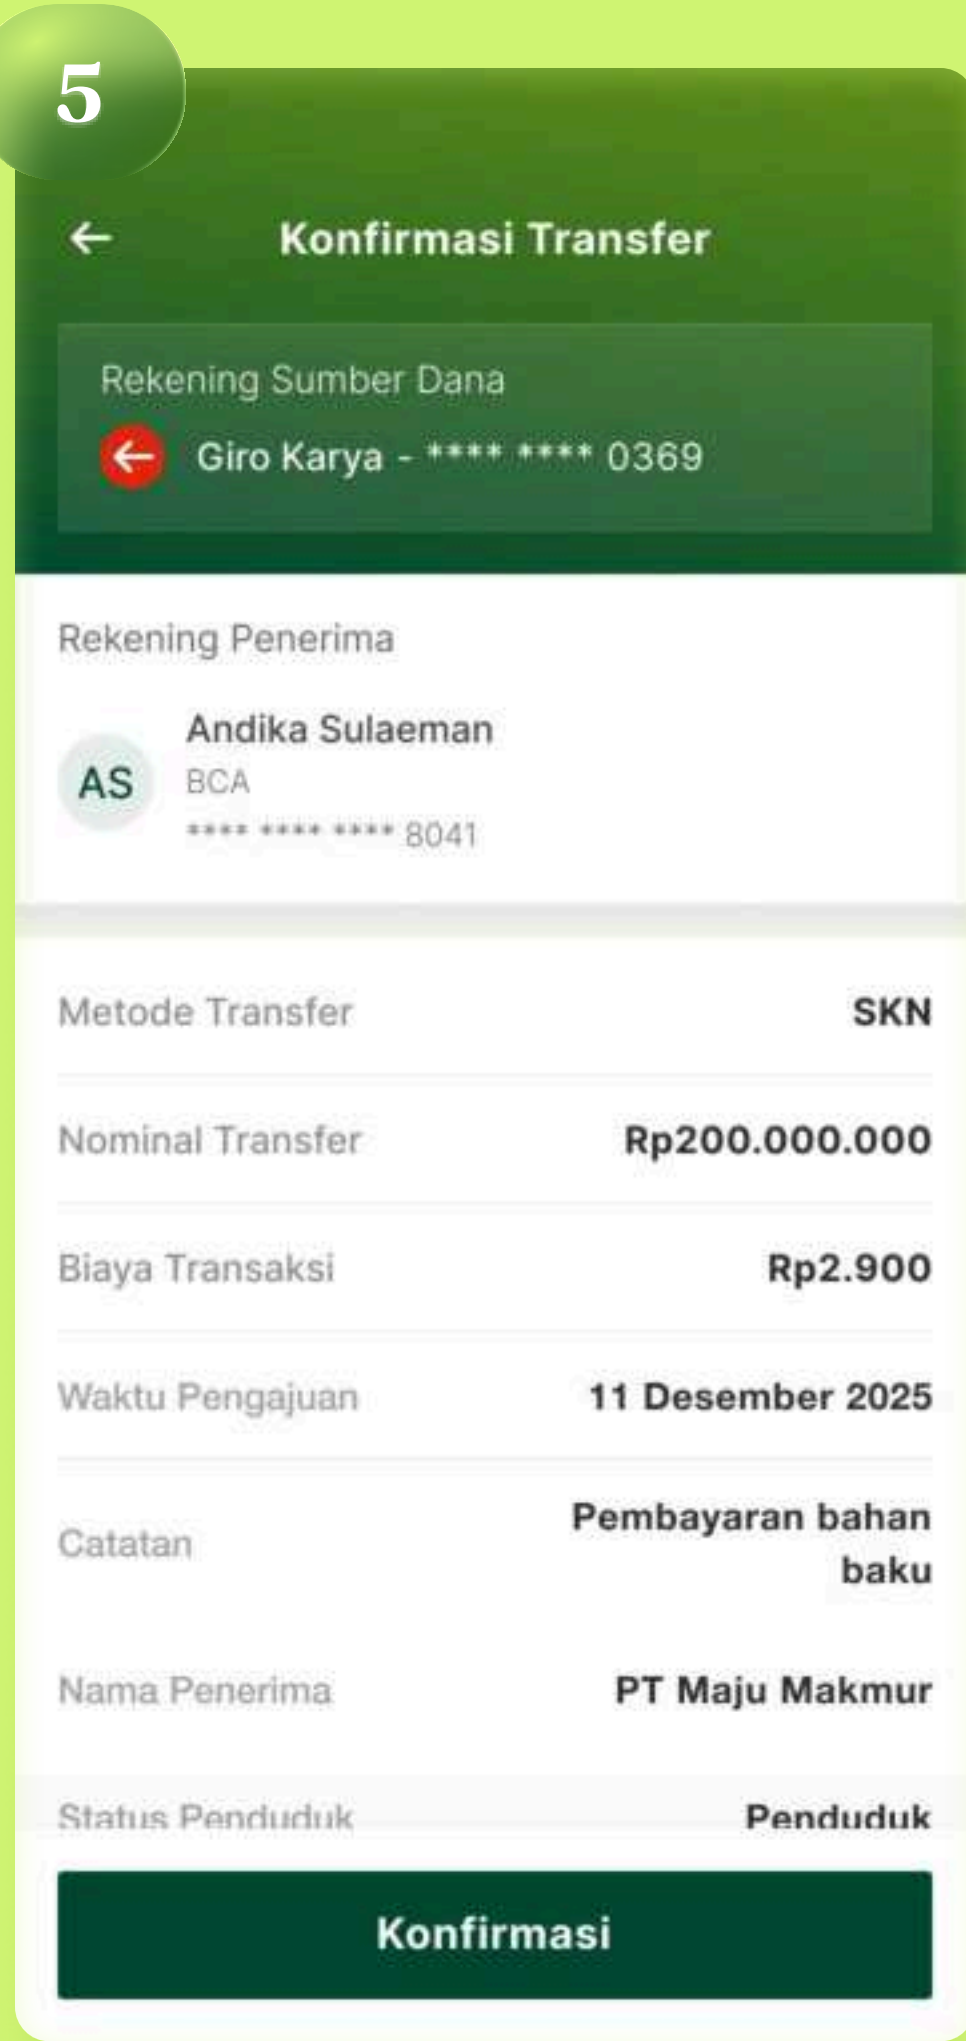 5
Konfirmasi Transfer
Rekening Sumber Dana
Giro Karya - **** **** 0369
Rekening Penerima
Andika Sulaeman
AS
BCA
**** **** **** 8041
Metode Transfer SKN
Nominal Transfer Rp200.000.000
Biaya Transaksi Rp2.900
Waktu Pengajuan 11 Desember 2025
Catatan Pembayaran bahan
baku
Nama Penerima PT Maju Makmur
Status Penduduk Penduduk
Konfirmasi